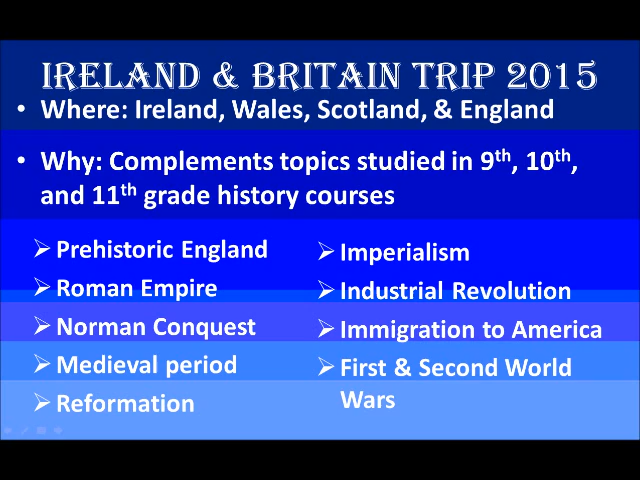 IRELAND & BRITAIN TRIP 2015
• Where: Ireland, Wales, Scotland, & England
• Why: Complements topics studied in 9th, 10th,
and 11th grade history courses
➢ Prehistoric England
➢ Roman Empire
➢ Norman Conquest
➢ Medieval period
➢ Reformation
➢ Imperialism
➢ Industrial Revolution
➢ Immigration to America
➢ First & Second World
Wars